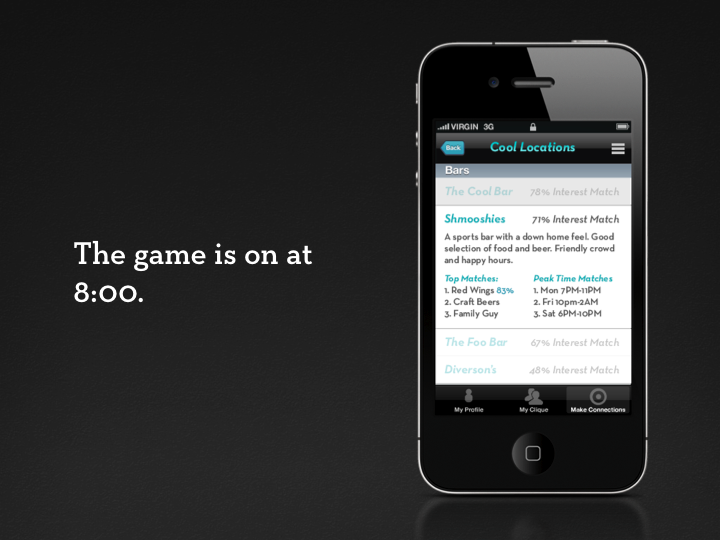 The game is on at
8:00.
VIRGIN 3G
Back
Cool Locations
Bars
The Cool Bar 78% Interest Match
Shmooshies 71% Interest Match
A sports bar with a down home feel. Good
selection of food and beer. Friendly crowd
and happy hours.
Top Matches: Peak Time Matches
1. Red Wings 83% 1. Mon 7PM-11PM
2. Craft Beers 2. Fri 10pm-2AM
3. Family Guy 3. Sat 6PM-10PM
The Foo Bar 67% Interest Match
Diverson's 48% Interest Match
My Profile My Clique Make Connections